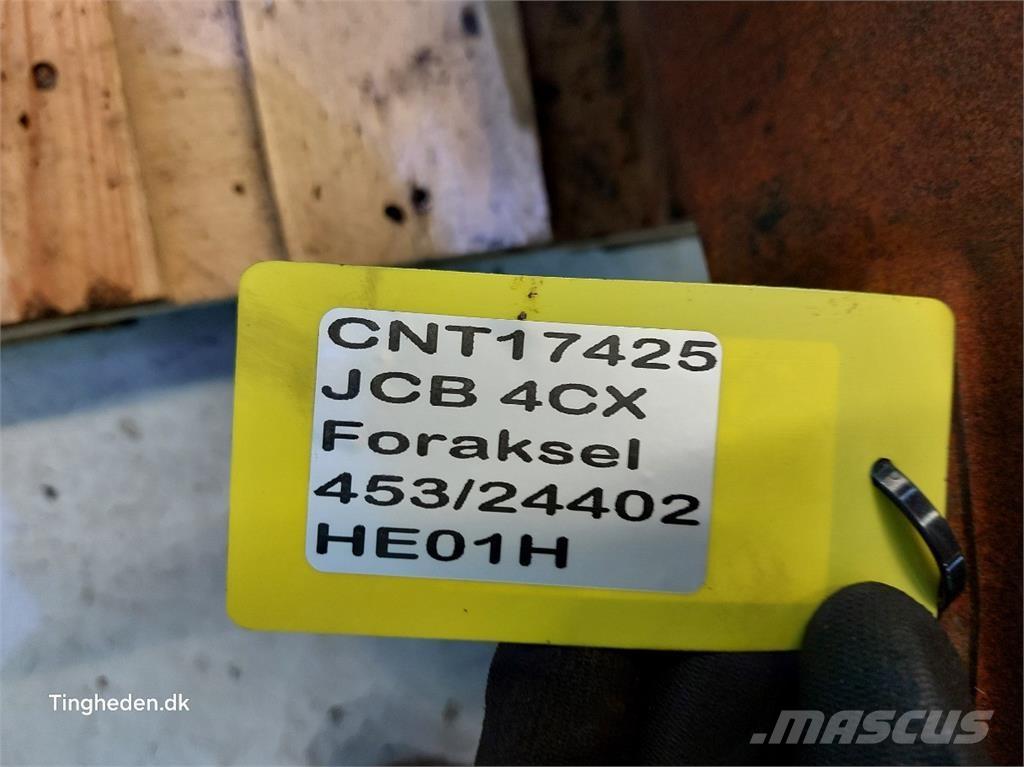 CNT17425
JCB 4CX
Foraksel
453/24402
HE01H
Tingheden.dk
.MASCUS